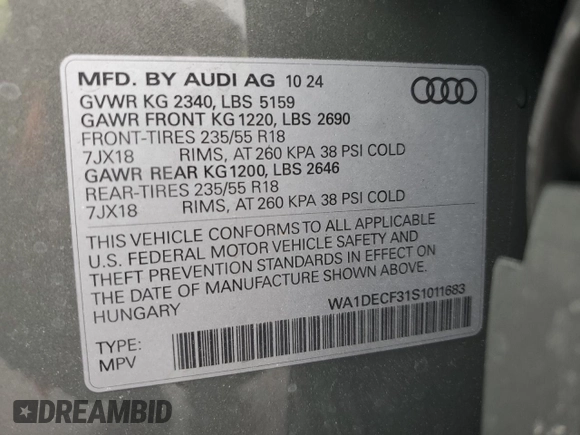 MFD. BY AUDI AG 10 24
GVWR KG 2340, LBS 5159
GAWR FRONT KG 1220, LBS 2690
FRONT-TIRES 235/55 R18
7JX18 RIMS, AT 260 KPA 38 PSI COLD
GAWR REAR KG 1200, LBS 2646
REAR-TIRES 235/55 R18
7JX18 RIMS, AT 260 KPA 38 PSI COLD
THIS VEHICLE CONFORMS TO ALL APPLICABLE
U.S. FEDERAL MOTOR VEHICLE SAFETY AND
THEFT PREVENTION STANDARDS IN EFFECT ON
THE DATE OF MANUFACTURE SHOWN ABOVE.
HUNGARY
WA1DECF31S1011683
TYPE:
MPV
DREAMBID